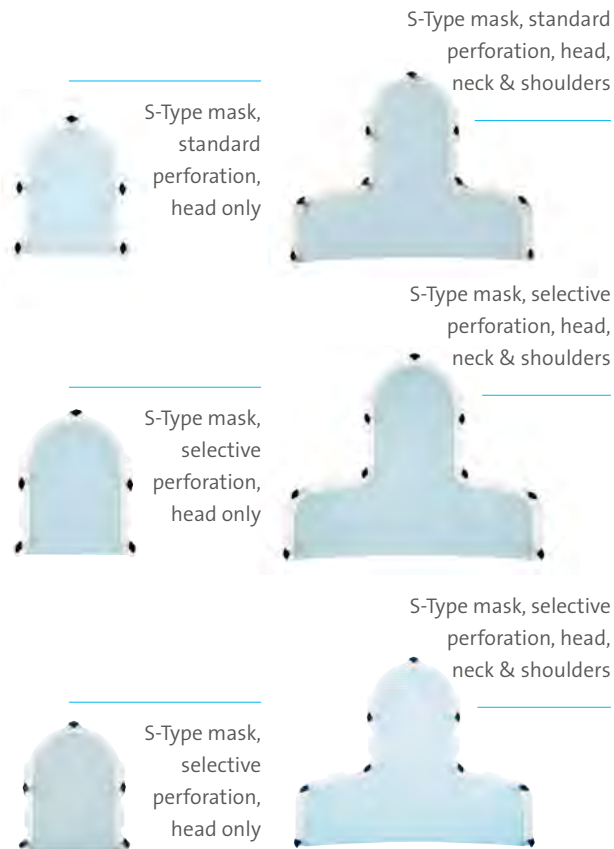 S-Type mask, standard
perforation, head,
neck & shoulders
S-Type mask,
standard
perforation,
head only
S-Type mask, selective
perforation, head,
neck & shoulders
S-Type mask,
selective
perforation,
head only
S-Type mask, selective
perforation, head,
neck & shoulders
S-Type mask,
selective
perforation,
head only